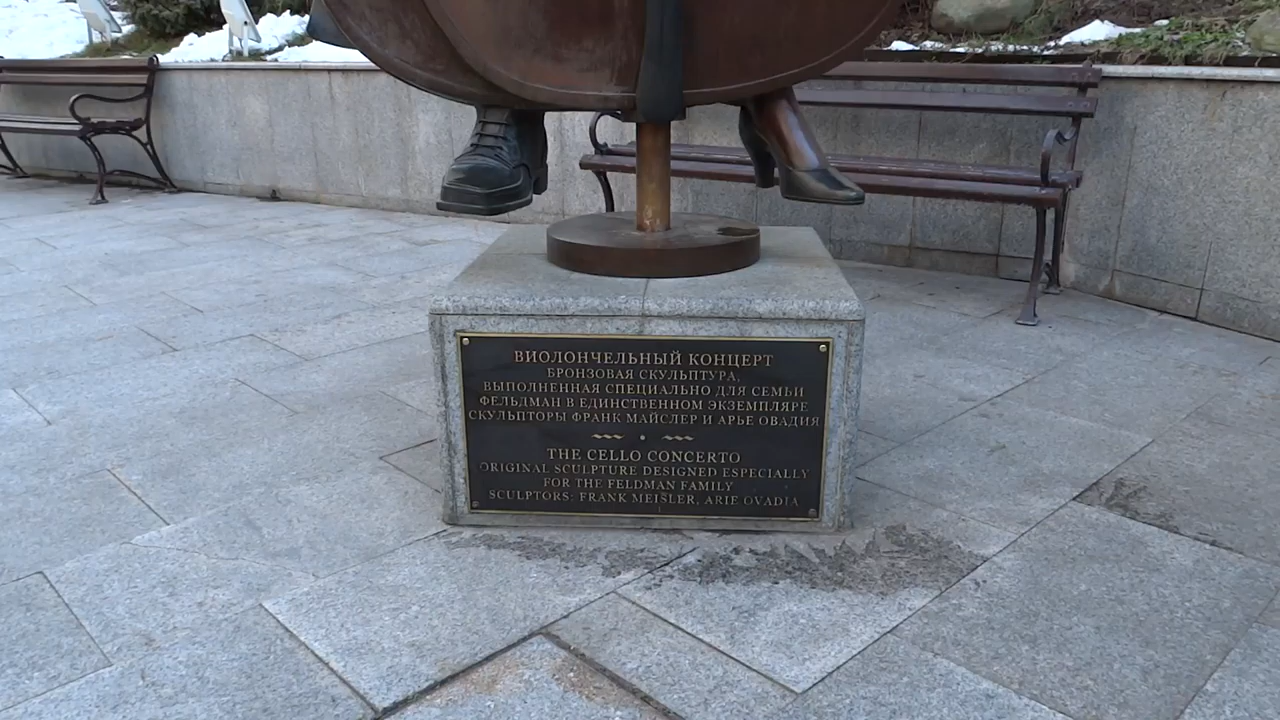 ВИОЛОНЧЕЛЬНЫЙ КОНЦЕРТ
БРОНЗОВАЯ СКУЛЬПТУРА,
ВЫПОЛНЕННАЯ СПЕЦИАЛЬНО ДЛЯ СЕМЬИ
ФЕЛЬДМАН В ЕДИНСТВЕННОМ ЭКЗЕМПЛЯРЕ
СКУЛЬПТОРЫ ФРАНК МАЙСЛЕР И АРЬЕ ОВАДИЯ
THE CELLO CONCERTO
ORIGINAL SCULPTURE DESIGNED ESPECIALLY
FOR THE FELDMAN FAMILY
SCULPTORS: FRANK MEISLER, ARIE OVADIA